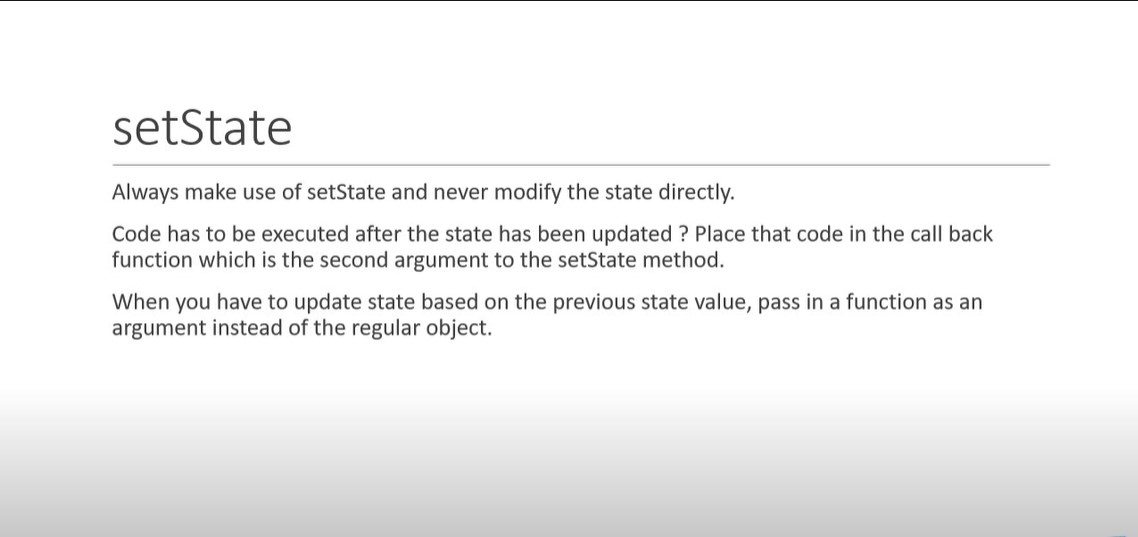 setState
Always make use of setState and never modify the state directly.
Code has to be executed after the state has been updated ? Place that code in the call back
function which is the second argument to the setState method.
When you have to update state based on the previous state value, pass in a function as an
argument instead of the regular object.